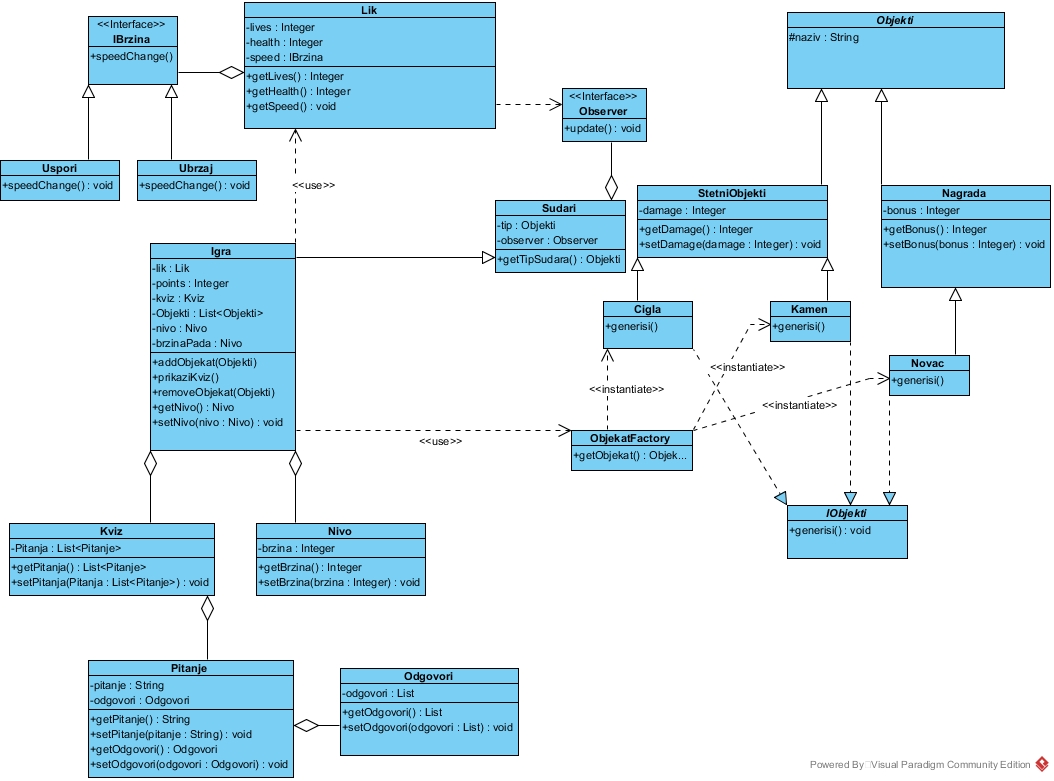 <<Interface>>
IBrzina
+speedChange()
Lik
-lives : Integer
-health : Integer
-speed : IBrzina
+getLives() : Integer
+getHealth() : Integer
+getSpeed() : void
Objekti
#naziv : String
<<Interface>>
Observer
+update() : void
Uspori
+speedChange() : void
Ubrzaj
+speedChange() : void
<<use>>
Sudari
-tip : Objekti
-observer : Observer
+getTipSudara() : Objekti
StetniObjekti
-damage : Integer
+getDamage() : Integer
+setDamage(damage : Integer) : void
Nagrada
-bonus : Integer
+getBonus() : Integer
+setBonus(bonus : Integer) : void
Igra
-lik : Lik
-points : Integer
-kviz : Kviz
-Objekti : List<Objekti>
-nivo : Nivo
-brzinaPada : Nivo
+addObjekat(Objekti)
+prikaziKviz()
+removeObjekat(Objekti)
+getNivo() : Nivo
+setNivo(nivo : Nivo) : void
Cigla
+generisi()
Kamen
+generisi()
Novac
+generisi()
<<instantiate>>
<<instantiate>>
<<instantiate>>
<<use>>
ObjekatFactory
+getObjekat() : Objek...
IObjekti
+generisi() : void
Kviz
-Pitanja : List<Pitanje>
+getPitanja() : List<Pitanje>
+setPitanja(Pitanja : List<Pitanje>) : void
Nivo
-brzina : Integer
+getBrzina() : Integer
+setBrzina(brzina : Integer) : void
Pitanje
-pitanje : String
-odgovori : Odgovori
+getPitanje() : String
+setPitanje(pitanje : String) : void
+getOdgovori() : Odgovori
+setOdgovori(odgovori : Odgovori) : void
Odgovori
-odgovori : List
+getOdgovori() : List
+setOdgovori(odgovori : List) : void
Powered By Visual Paradigm Community Edition